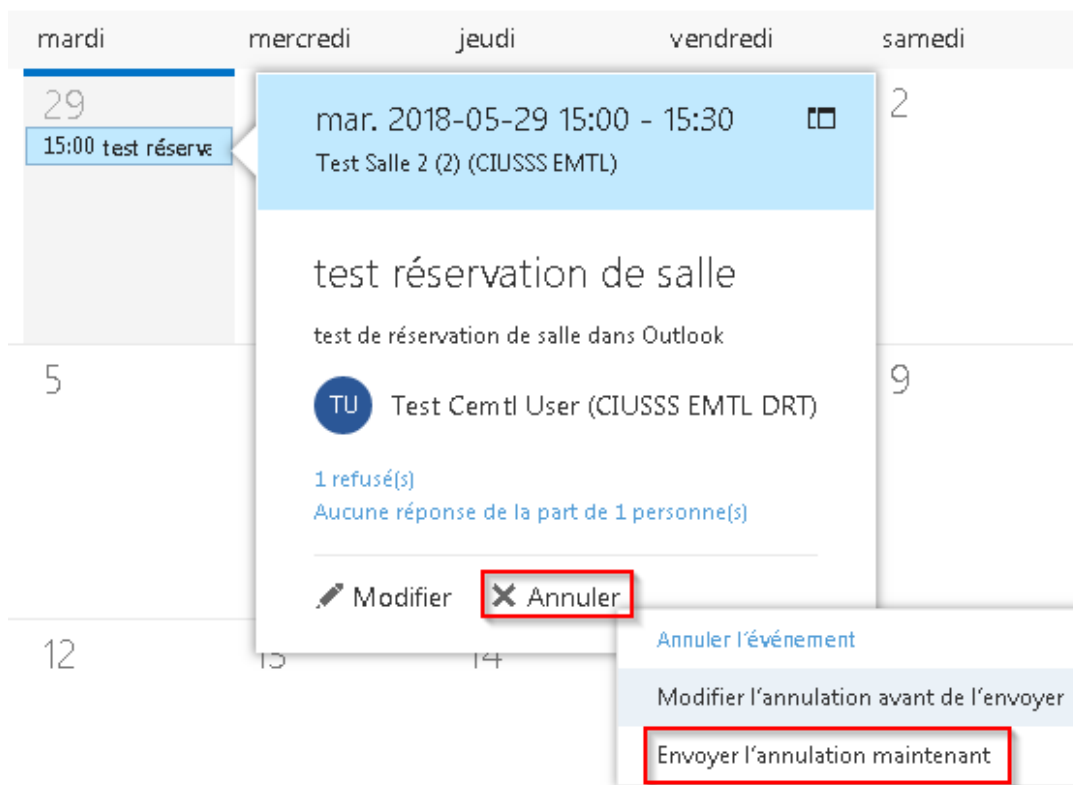 mardi mercredi jeudi vendredi samedi
29 2
mar. 2018-05-29 15:00 - 15:30
15:00 test réserva
Test Salle 2 (2) (CIUSSS EMTL)
test réservation de salle
test de réservation de salle dans Outlook
5 9
TU Test Cemtl User (CIUSSS EMTL DRT)
1 refusé(s)
Aucune réponse de la part de 1 personne(s)
Modifier Annuler
12 13 14
Annuler l'événement
Modifier l'annulation avant de l'envoyer
Envoyer l'annulation maintenant